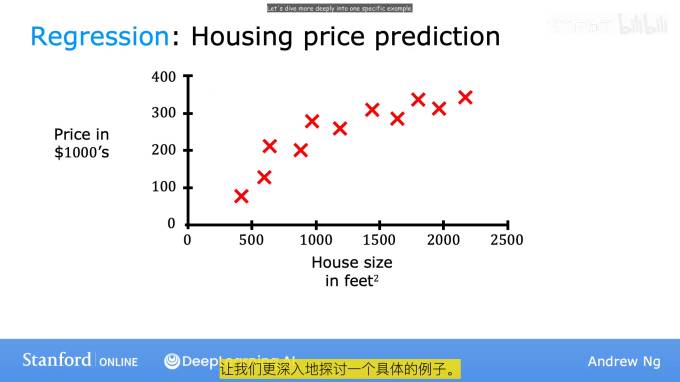 Let's dive more deeply into one specific example.
Regression: Housing price prediction
400
300
200
100
0
Price in
$1000's
0 500 1000 1500 2000 2500
House size
in feet²
Stanford ONLINE
Andrew Ng
让我们更深入地探讨一个具体的例子。
bilibili